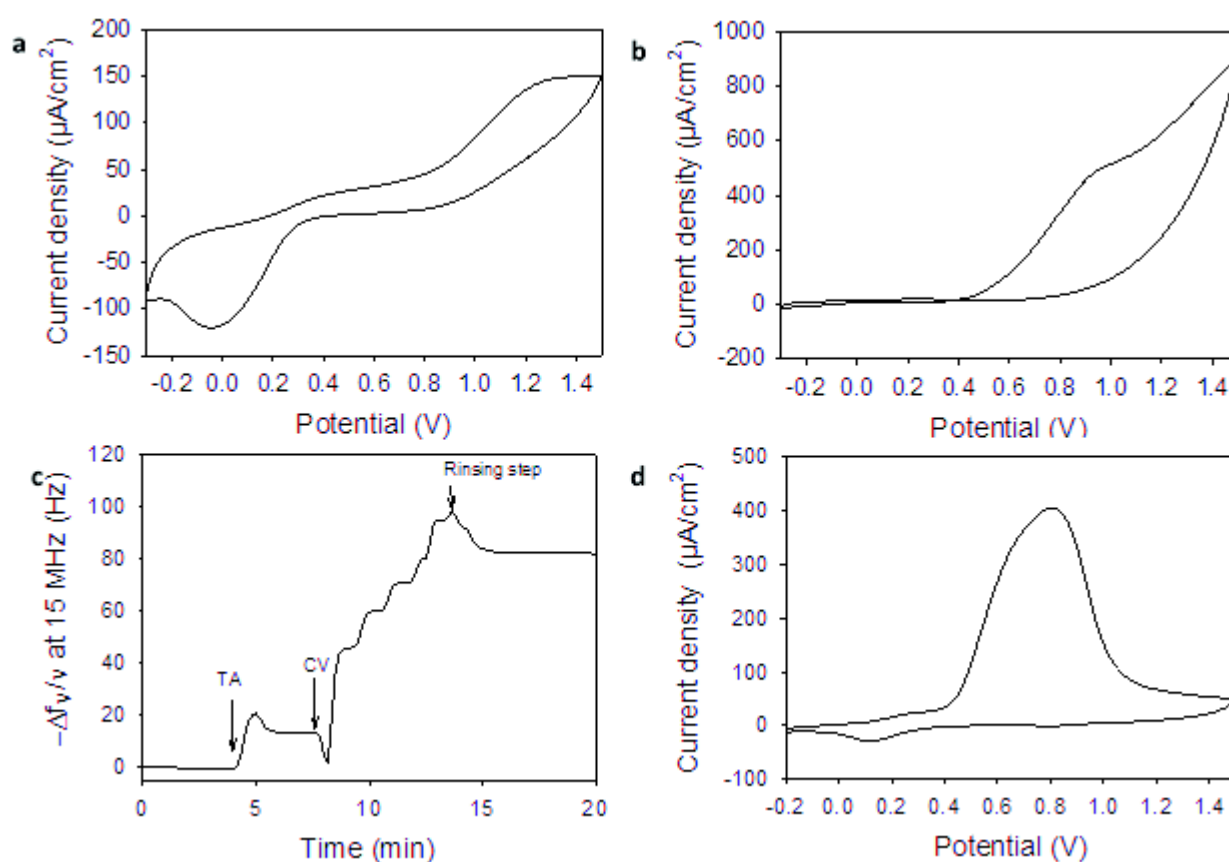 a
Current density (µA/cm²)
200
150
100
50
0
-50
-100
-150
-0.2 0.0 0.2 0.4 0.6 0.8 1.0 1.2 1.4
Potential (V)
b
Current density (µA/cm²)
1000
800
600
400
200
0
-200
-0.2 0.0 0.2 0.4 0.6 0.8 1.0 1.2 1.4
Potential (V)
c
−Δfᵥ/ν at 15 MHz (Hz)
120
100
80
60
40
20
0
TA
CV
Rinsing step
0 5 10 15 20
Time (min)
d
Current density (µA/cm²)
500
400
300
200
100
0
-100
-0.2 0.0 0.2 0.4 0.6 0.8 1.0 1.2 1.4
Potential (V)